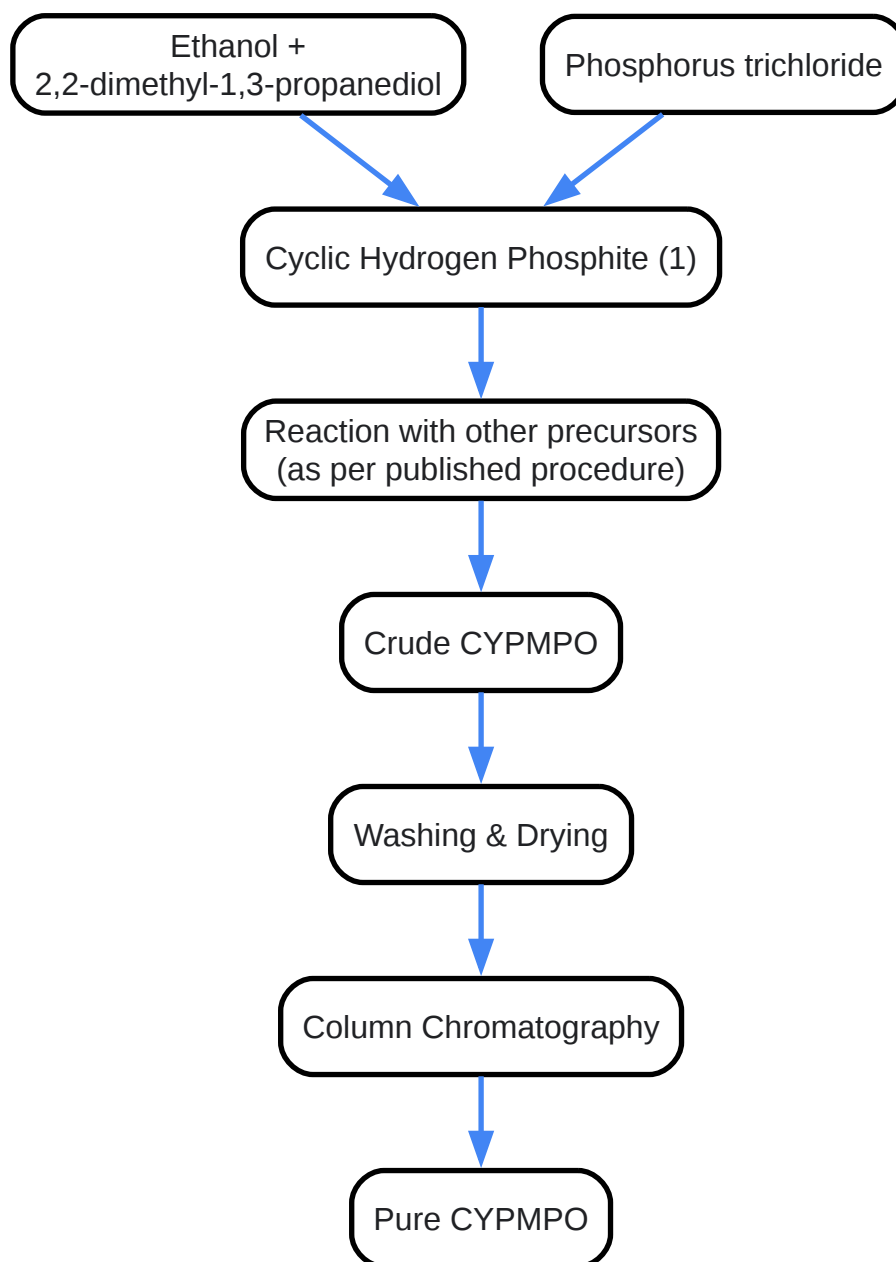 Ethanol +
2,2-dimethyl-1,3-propanediol
Phosphorus trichloride
Cyclic Hydrogen Phosphite (1)
Reaction with other precursors
(as per published procedure)
Crude CYPMPO
Washing & Drying
Column Chromatography
Pure CYPMPO